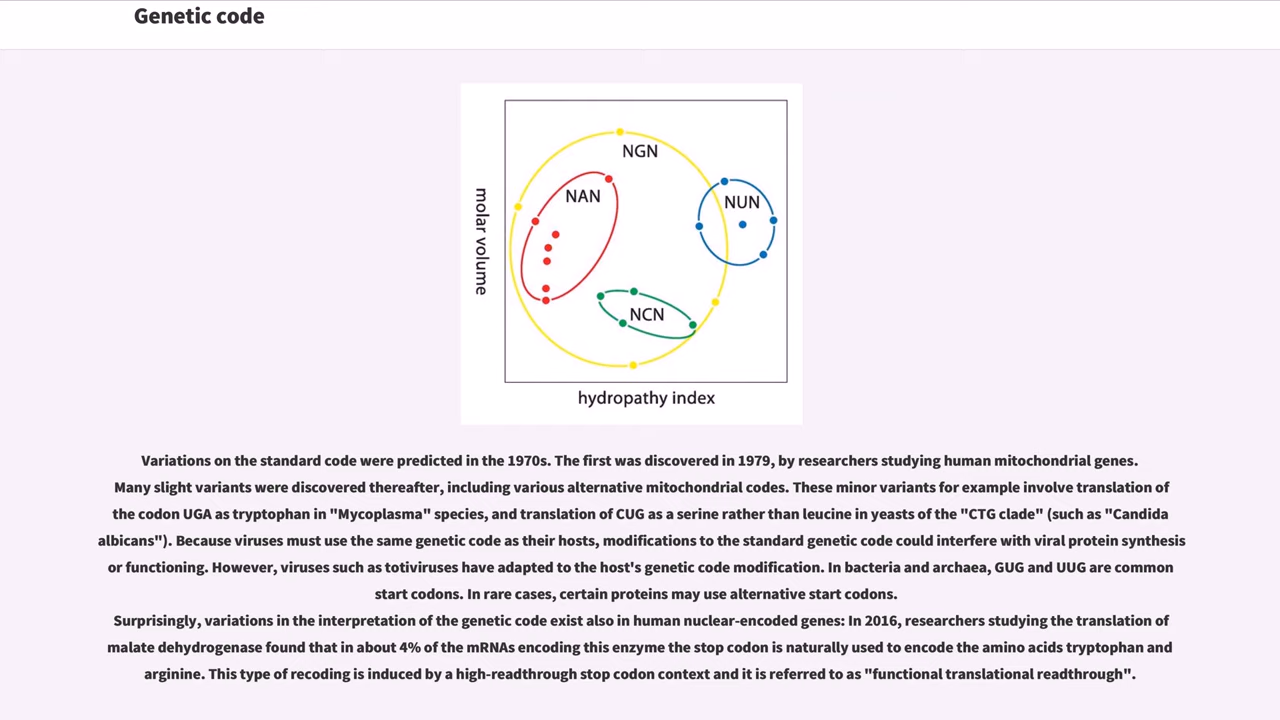 Genetic code
NGN
NAN
NUN
NCN
molar volume
hydropathy index
Variations on the standard code were predicted in the 1970s. The first was discovered in 1979, by researchers studying human mitochondrial genes.
Many slight variants were discovered thereafter, including various alternative mitochondrial codes. These minor variants for example involve translation of
the codon UGA as tryptophan in "Mycoplasma" species, and translation of CUG as a serine rather than leucine in yeasts of the "CTG clade" (such as "Candida
albicans"). Because viruses must use the same genetic code as their hosts, modifications to the standard genetic code could interfere with viral protein synthesis
or functioning. However, viruses such as totiviruses have adapted to the host's genetic code modification. In bacteria and archaea, GUG and UUG are common
start codons. In rare cases, certain proteins may use alternative start codons.
Surprisingly, variations in the interpretation of the genetic code exist also in human nuclear-encoded genes: In 2016, researchers studying the translation of
malate dehydrogenase found that in about 4% of the mRNAs encoding this enzyme the stop codon is naturally used to encode the amino acids tryptophan and
arginine. This type of recoding is induced by a high-readthrough stop codon context and it is referred to as "functional translational readthrough".